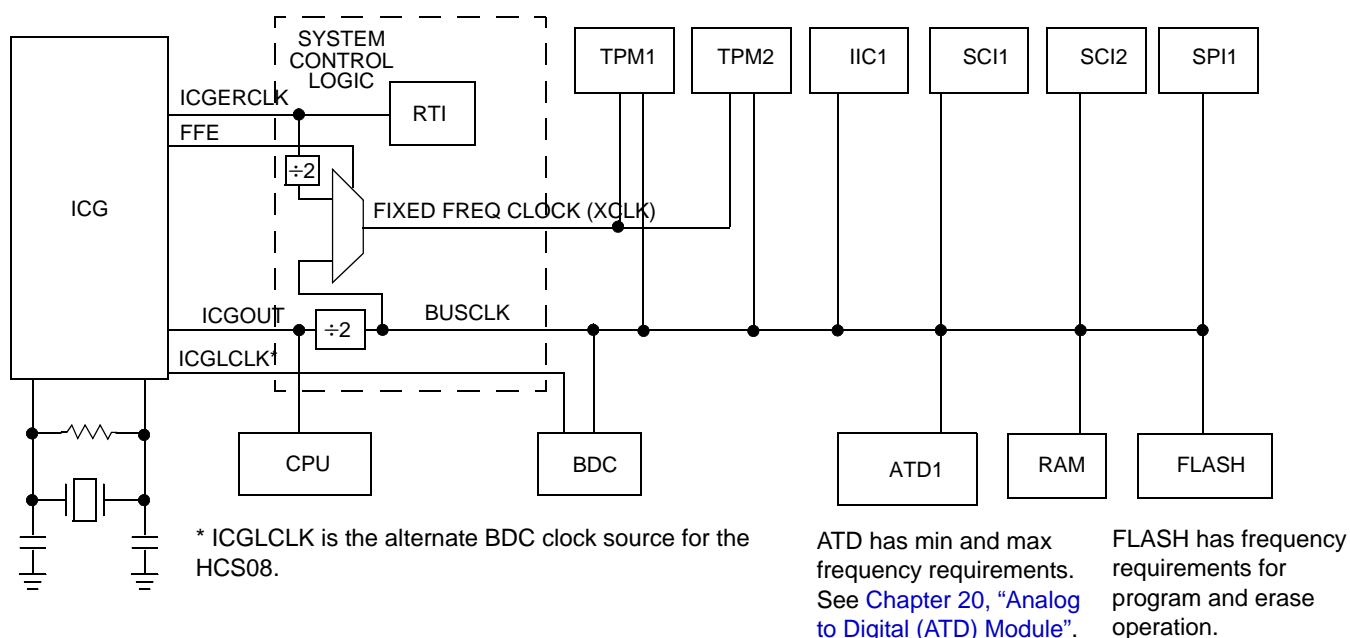 SYSTEM
CONTROL
LOGIC
TPM1
TPM2
IIC1
SCI1
SCI2
SPI1
ICGERCLK
RTI
FFE
÷2
ICG
FIXED FREQ CLOCK (XCLK)
ICGOUT
÷2
BUSCLK
ICGLCLK*
CPU
BDC
ATD1
RAM
FLASH
* ICGLCLK is the alternate BDC clock source for the
HCS08.
ATD has min and max
frequency requirements.
See Chapter 20, “Analog
to Digital (ATD) Module”.
FLASH has frequency
requirements for
program and erase
operation.